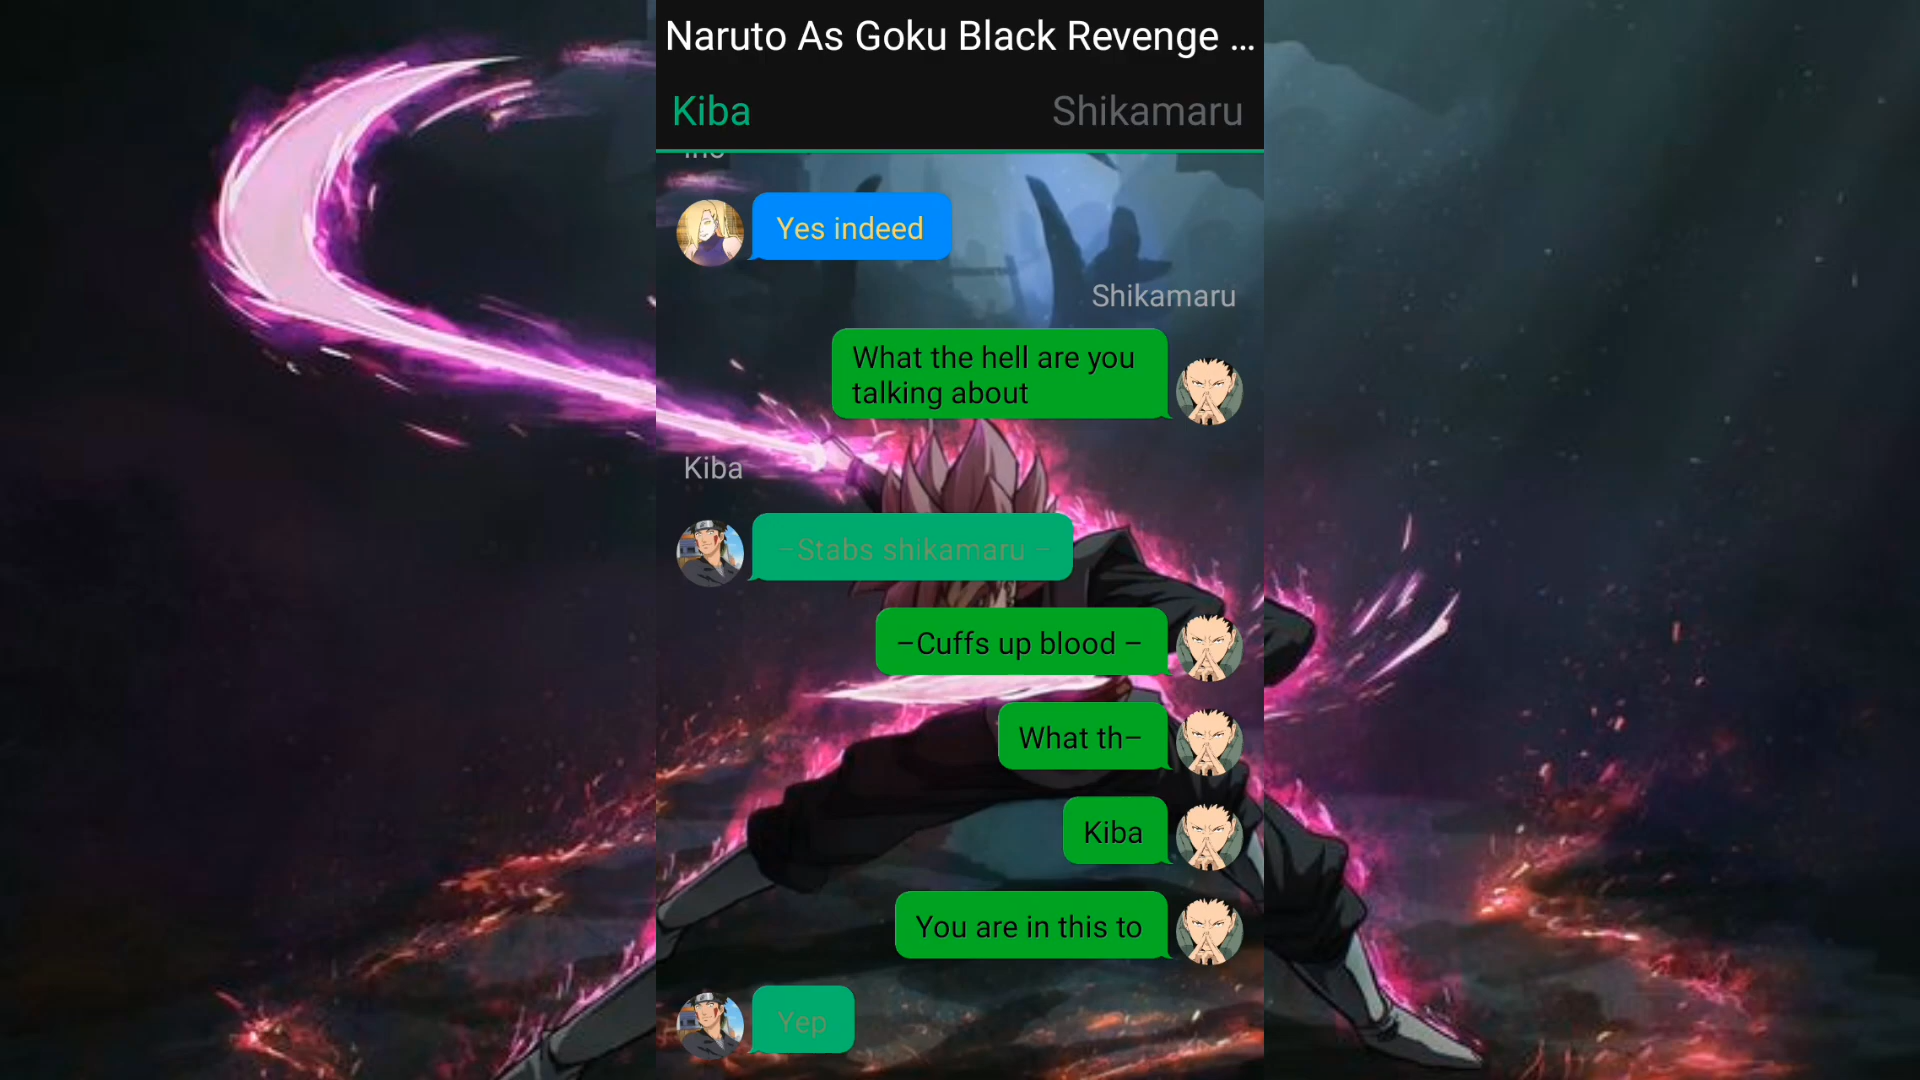 Naruto As Goku Black Revenge ...
Kiba
Shikamaru
Yes indeed
Shikamaru
What the hell are you
talking about
Kiba
–Stabs shikamaru –
–Cuffs up blood –
What th–
Kiba
You are in this to
Yep